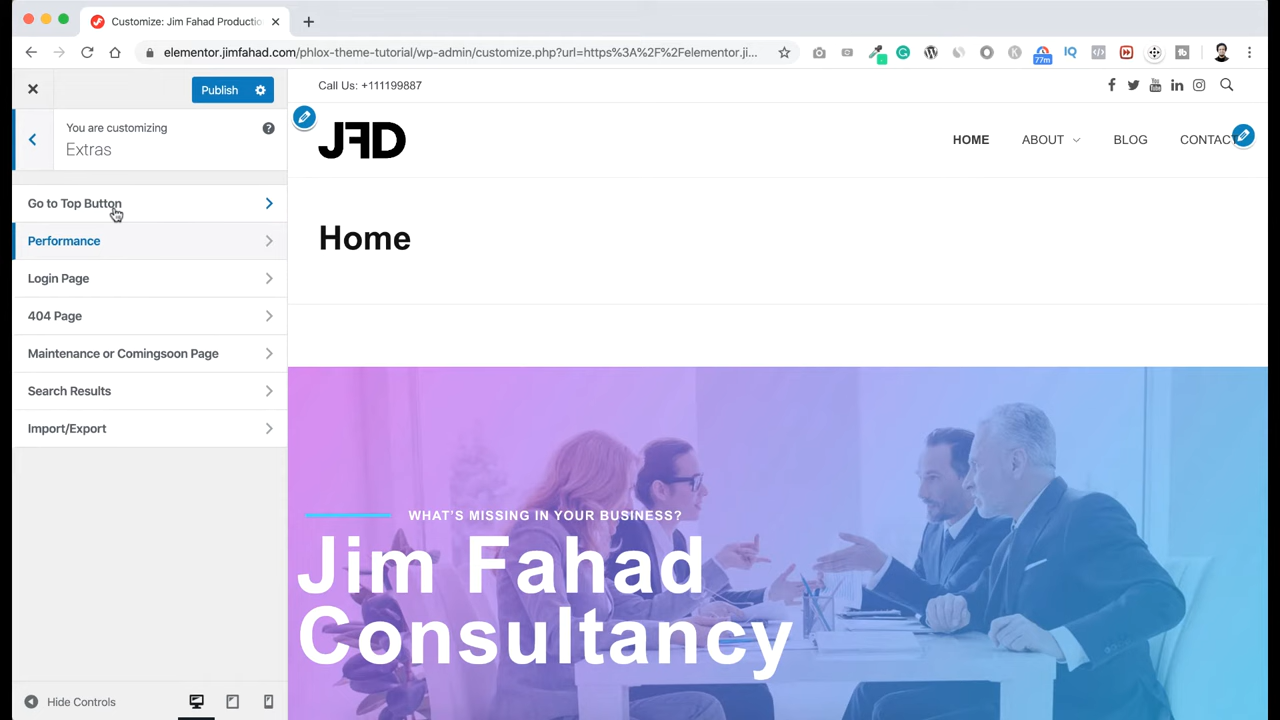 Customize: Jim Fahad Productio
elementor.jimfahad.com/phlox-theme-tutorial/wp-admin/customize.php?url=https%3A%2F%2Felementor.ji...
77m
IQ
Publish
You are customizing
Extras
Go to Top Button
Performance
Login Page
404 Page
Maintenance or Comingsoon Page
Search Results
Import/Export
Hide Controls
Call Us: +111199887
JFD
HOME
ABOUT
BLOG
CONTACT
Home
WHAT'S MISSING IN YOUR BUSINESS?
Jim Fahad
Consultancy